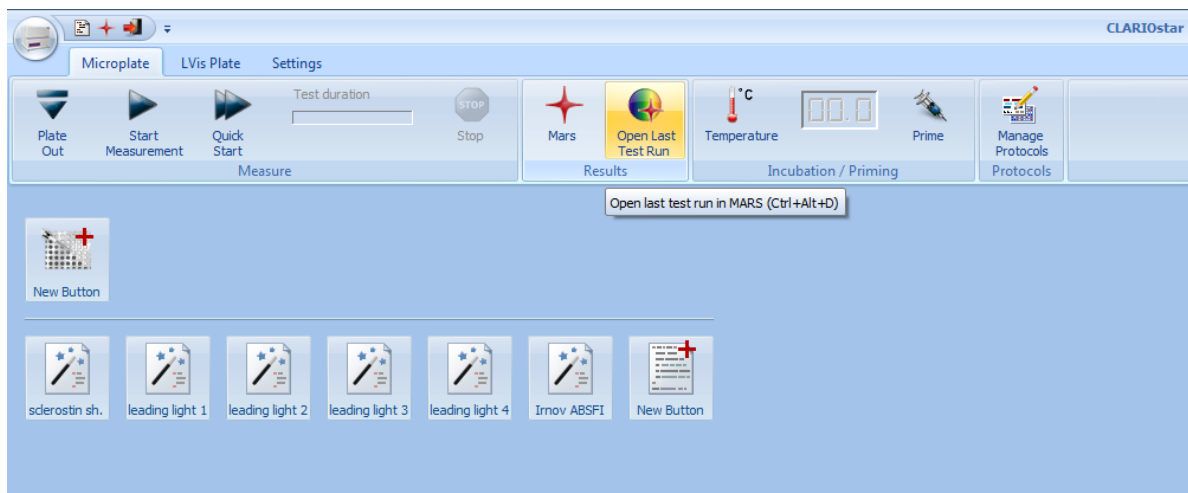 CLARIOstar
Microplate
LVis Plate
Settings
Plate
Out
Start
Measurement
Quick
Start
Test duration
STOP
Stop
Measure
Mars
Open Last
Test Run
Results
°C
Temperature
00.0
Prime
Incubation / Priming
Manage
Protocols
Protocols
Open last test run in MARS (Ctrl+Alt+D)
New Button
sclerostin sh.
leading light 1
leading light 2
leading light 3
leading light 4
Irnov ABSFI
New Button